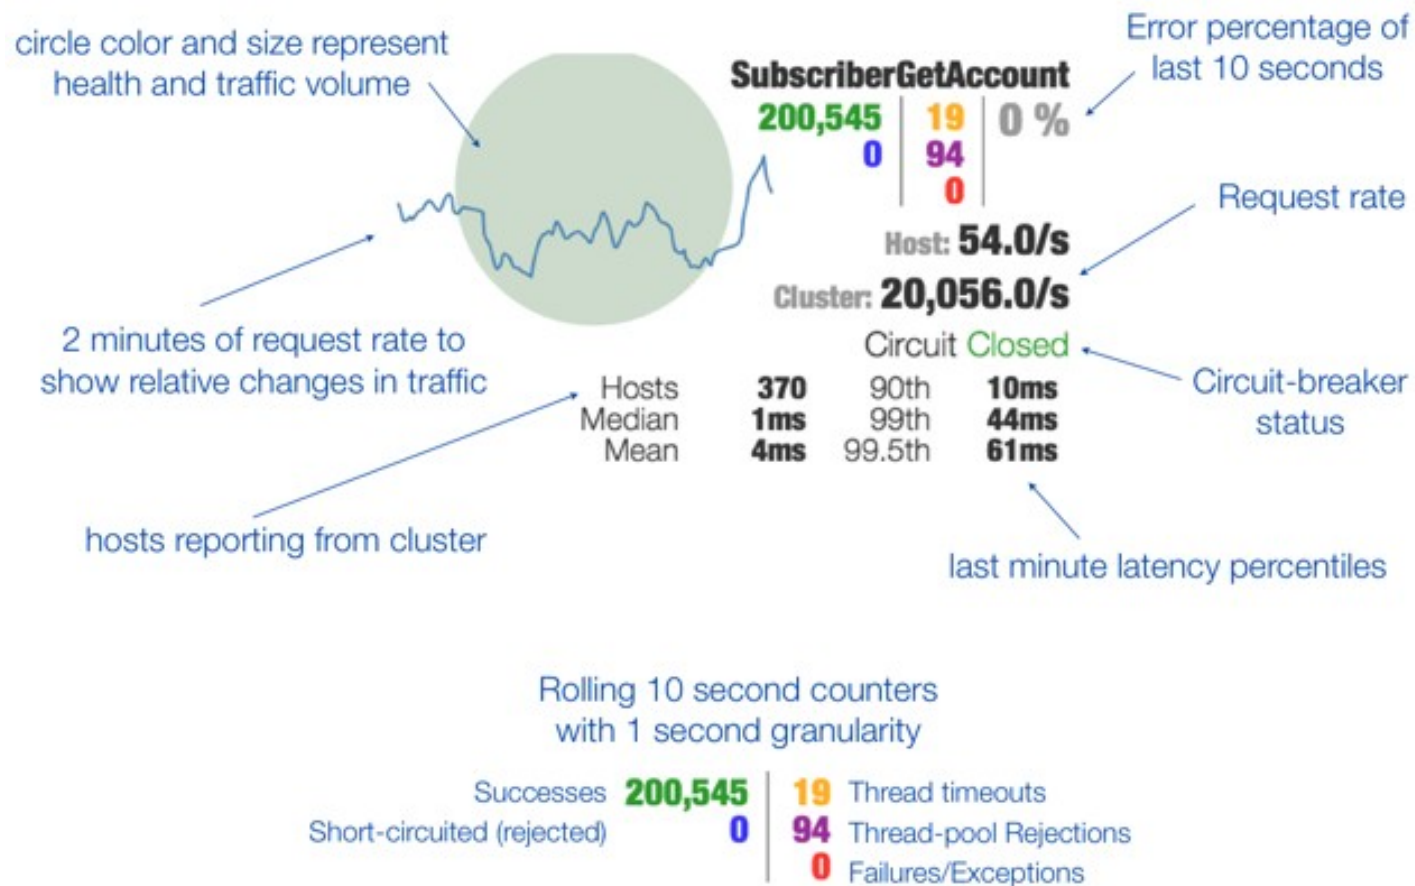 circle color and size represent
health and traffic volume
Error percentage of
last 10 seconds
SubscriberGetAccount
200,545 19 0 %
0 94
0
Request rate
Host: 54.0/s
Cluster: 20,056.0/s
2 minutes of request rate to
show relative changes in traffic
Circuit Closed
Circuit-breaker
status
Hosts 370 90th 10ms
Median 1ms 99th 44ms
Mean 4ms 99.5th 61ms
hosts reporting from cluster
last minute latency percentiles
Rolling 10 second counters
with 1 second granularity
Successes 200,545 19 Thread timeouts
Short-circuited (rejected) 0 94 Thread-pool Rejections
0 Failures/Exceptions